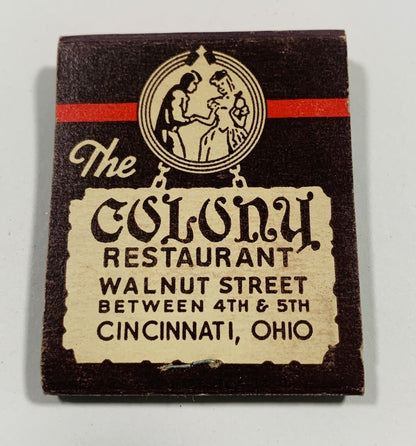 The
COLONY
RESTAURANT
WALNUT STREET
BETWEEN 4TH & 5TH
CINCINNATI, OHIO